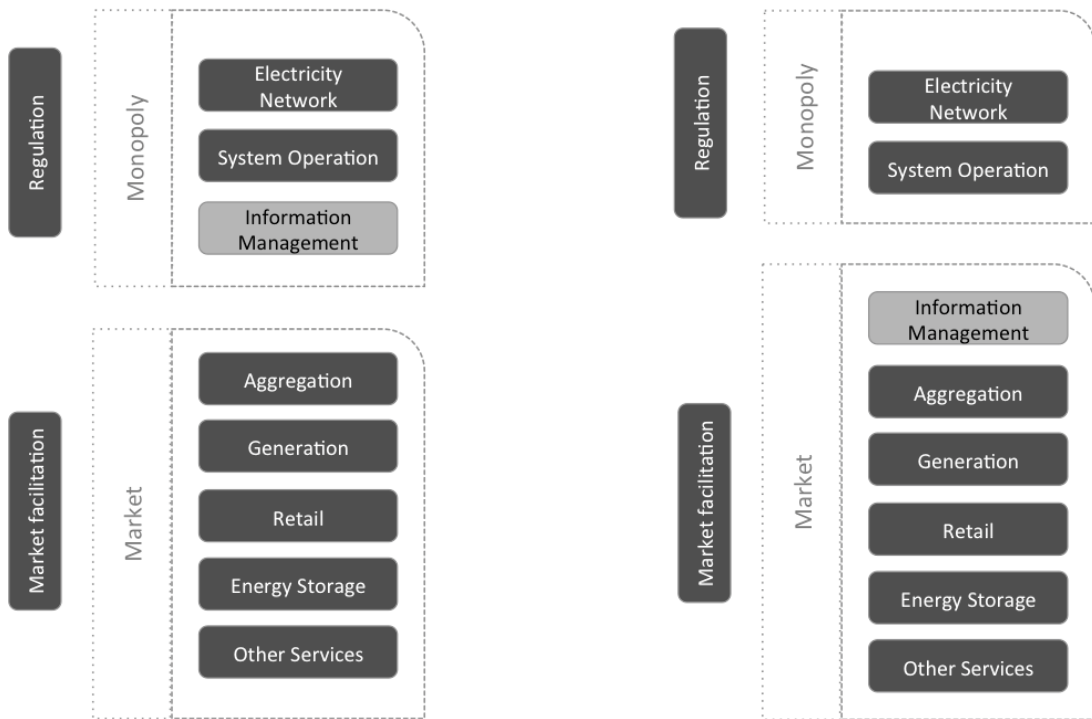 Regulation
Monopoly
Electricity
Network
System Operation
Information
Management
Market facilitation
Market
Aggregation
Generation
Retail
Energy Storage
Other Services
Regulation
Monopoly
Electricity
Network
System Operation
Market facilitation
Market
Information
Management
Aggregation
Generation
Retail
Energy Storage
Other Services